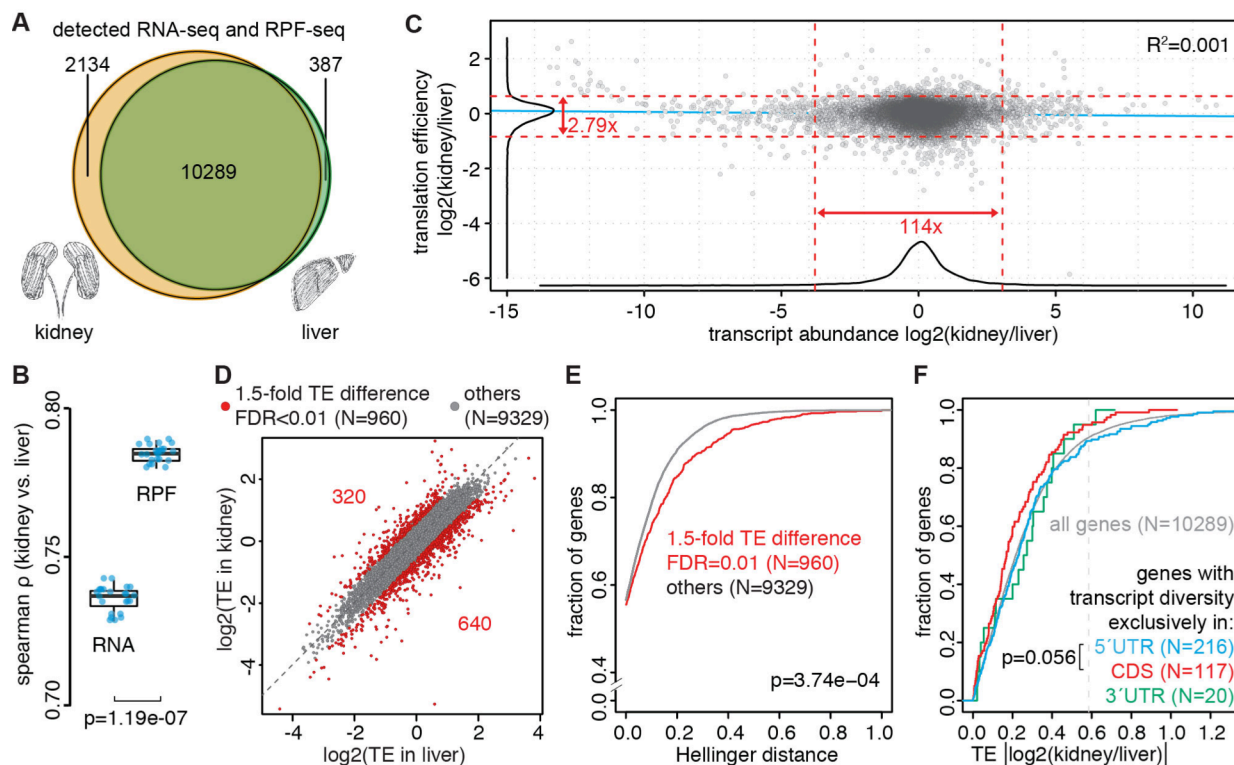 A
detected RNA-seq and RPF-seq
2134
387
10289
kidney
liver
B
spearman ρ (kidney vs. liver)
0.80
0.75
0.70
RPF
RNA
p=1.19e-07
C
translation efficiency
log2(kidney/liver)
2
0
-2
-4
-6
R²=0.001
2.79x
114x
-15
-10
-5
0
5
10
transcript abundance log2(kidney/liver)
D
1.5-fold TE difference
FDR<0.01 (N=960)
others
(N=9329)
log2(TE in kidney)
2
0
-2
-4
320
640
-4
-2
0
2
4
log2(TE in liver)
E
fraction of genes
1.0
0.8
0.6
0.4
0.0
1.5-fold TE difference
FDR=0.01 (N=960)
others (N=9329)
p=3.74e−04
0.0
0.2
0.4
0.6
0.8
1.0
Hellinger distance
F
fraction of genes
1.0
0.8
0.6
0.4
0.2
0.0
all genes (N=10289)
genes with
transcript diversity
exclusively in:
p=0.056
5´UTR (N=216)
CDS (N=117)
3´UTR (N=20)
0.0
0.2
0.4
0.6
0.8
1.0
1.2
TE |log2(kidney/liver)|